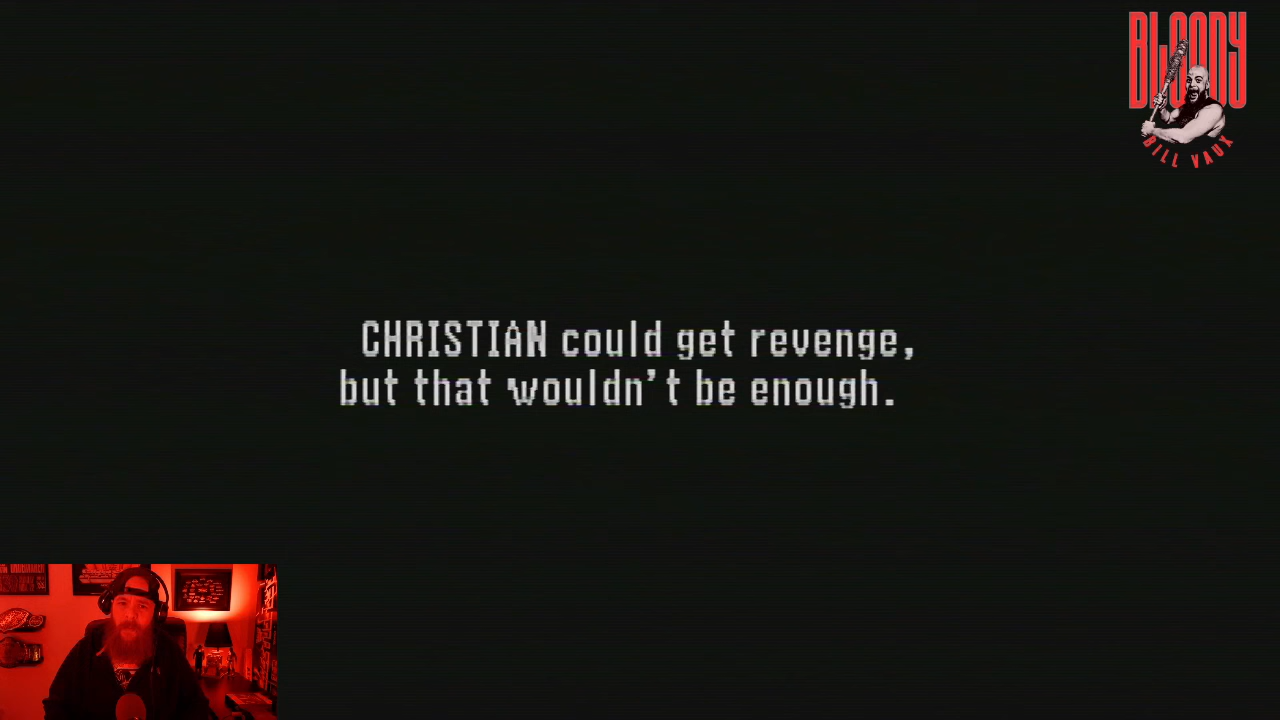 BLOODY
BILL VAUX
CHRISTIAN could get revenge,
but that wouldn't be enough.